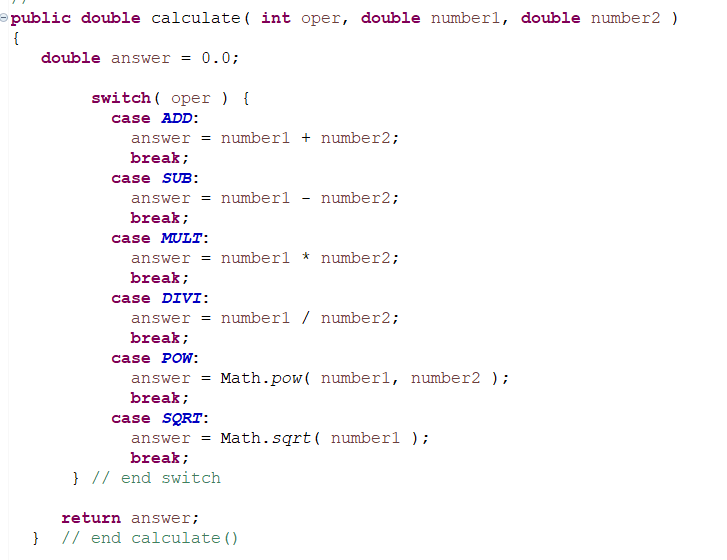 public double calculate( int oper, double number1, double number2 )
{
double answer = 0.0;
switch( oper ) {
case ADD:
answer = number1 + number2;
break;
case SUB:
answer = number1 - number2;
break;
case MULT:
answer = number1 * number2;
break;
case DIVI:
answer = number1 / number2;
break;
case POW:
answer = Math.pow( number1, number2 );
break;
case SQRT:
answer = Math.sqrt( number1 );
break;
} // end switch
return answer;
} // end calculate()